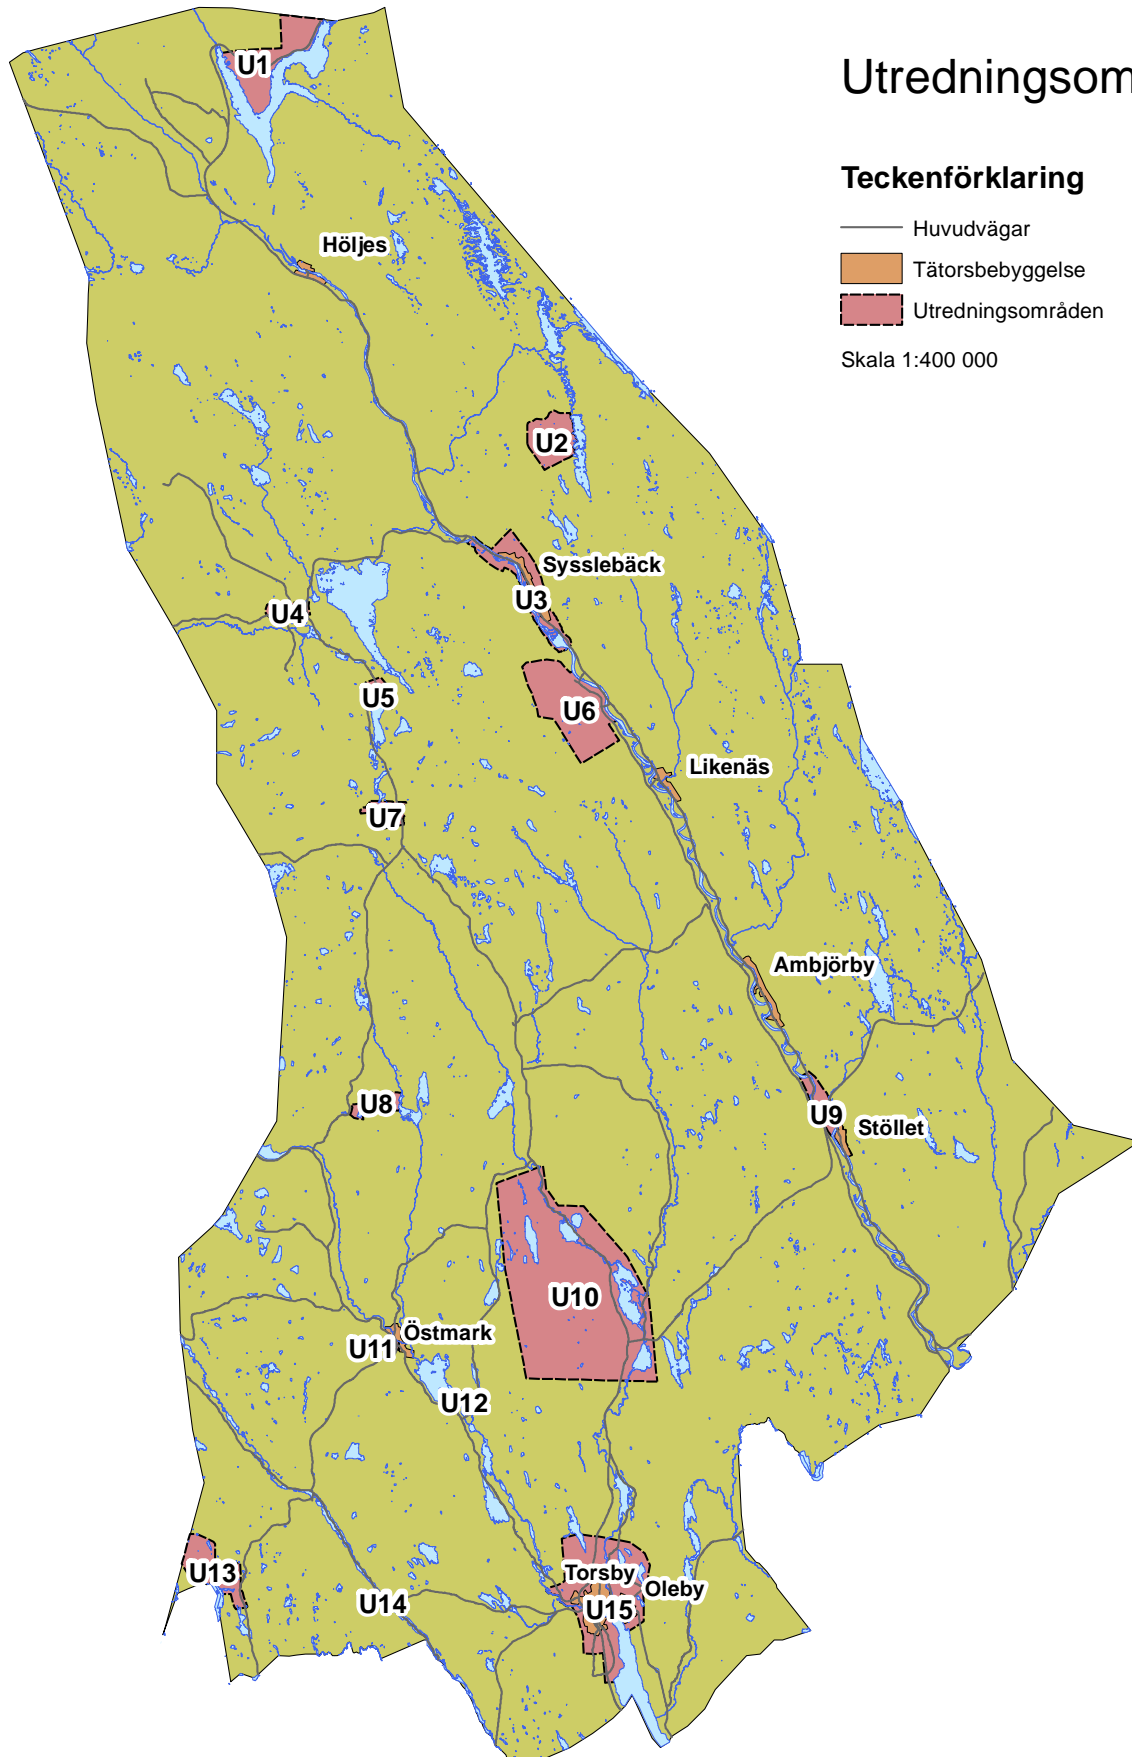 Utredningsom
Teckenförklaring
Huvudvägar
Tätorsbebyggelse
Utredningsområden
Skala 1:400 000
U1
Höljes
U2
Sysslebäck
U3
U4
U5
U6
Likenäs
U7
Ambjörby
U8
U9
Stöllet
U10
Östmark
U11
U12
Torsby
U13
Oleby
U14
U15